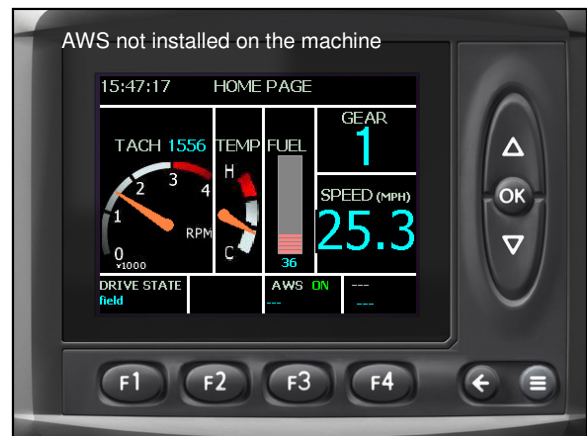 AWS not installed on the machine
15:47:17 HOME PAGE
TACH 1556 TEMP FUEL GEAR
1
H
2 3 4
1
SPEED (MPH)
25.3
RPM
0
x1000
C
36
DRIVE STATE AWS ON ---
field --- ---
OK
F1 F2 F3 F4